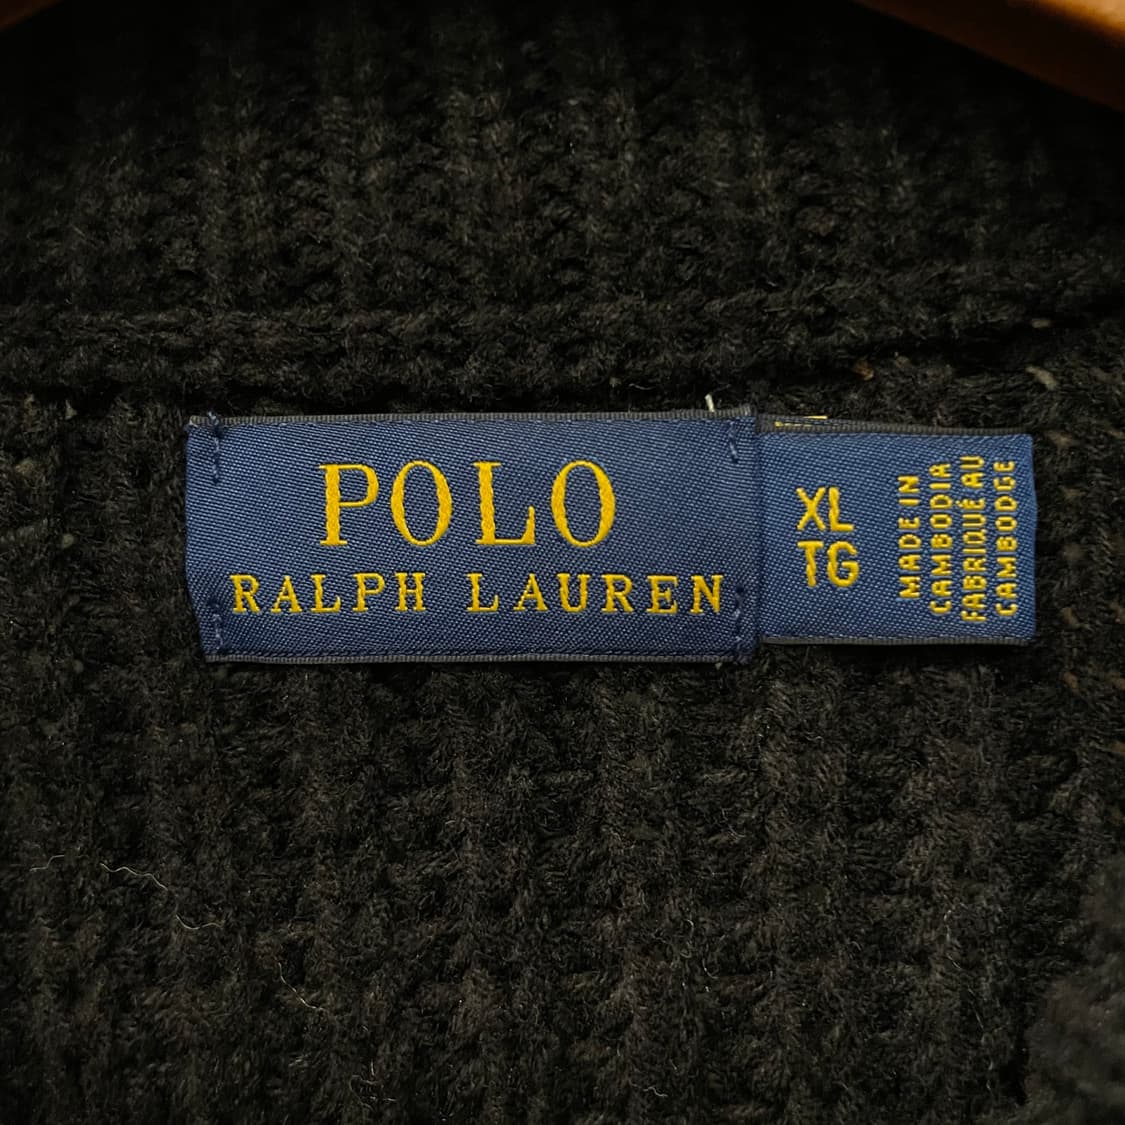 POLO
RALPH LAUREN
XL
TG
MADE IN
CAMBODIA
FABRIQUÉ AU
CAMBODGE